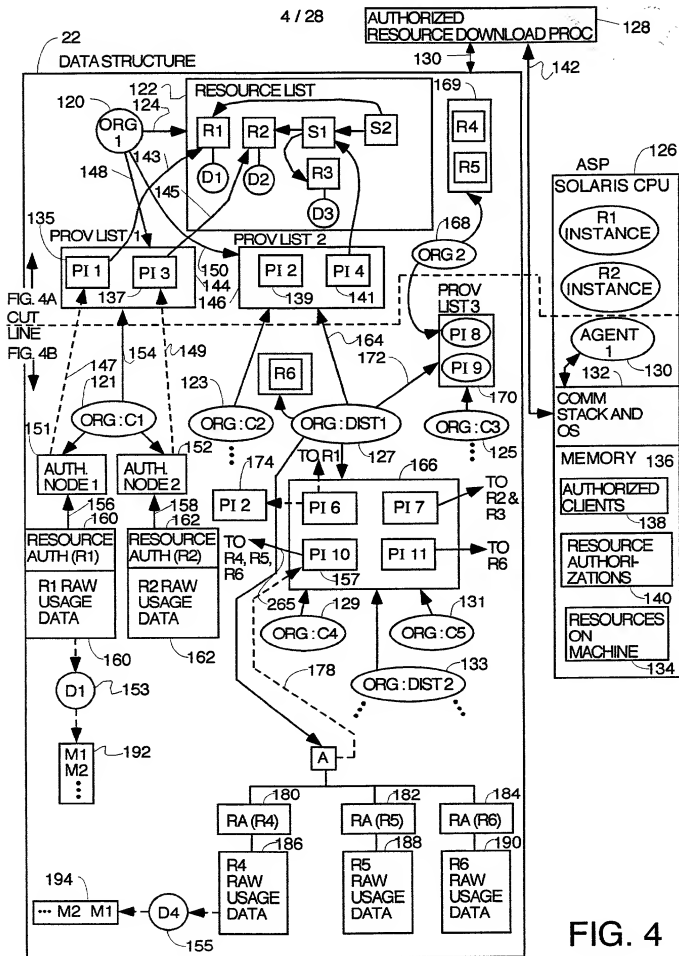 4 / 28
AUTHORIZED
RESOURCE DOWNLOAD PROC
128
22
DATA STRUCTURE
130
142
122
RESOURCE LIST
169
120
124
ORG
1
R1
R2
S1
S2
R4
R5
143
148
145
D1
D2
R3
D3
ASP
126
SOLARIS CPU
R1
INSTANCE
R2
INSTANCE
168
ORG 2
135
PROV LIST 1
PROV LIST 2
PI 1
PI 3
137
150
144
146
PI 2
139
PI 4
141
FIG. 4A
CUT
LINE
FIG. 4B
PROV
LIST 3
PI 8
PI 9
170
164
172
AGENT
1
130
132
COMM
STACK AND
OS
147
154
149
121
123
R6
ORG : C1
ORG : C2
ORG : DIST1
127
ORG : C3
125
151
152
AUTH.
NODE 1
AUTH.
NODE 2
174
TO R1
166
PI 2
PI 6
PI 7
TO
R2 &
R3
MEMORY
136
AUTHORIZED
CLIENTS
138
156
160
158
162
RESOURCE
AUTH (R1)
RESOURCE
AUTH (R2)
TO
R4, R5,
R6
PI 10
157
PI 11
TO
R6
RESOURCE
AUTHORI-
ZATIONS
140
R1 RAW
USAGE
DATA
R2 RAW
USAGE
DATA
265
129
131
160
162
ORG : C4
ORG : C5
RESOURCES
ON
MACHINE
134
D1
153
178
133
ORG : DIST 2
192
M1
M2
A
180
182
184
RA (R4)
RA (R5)
RA (R6)
186
188
190
R4
RAW
USAGE
DATA
R5
RAW
USAGE
DATA
R6
RAW
USAGE
DATA
194
••• M2 M1
D4
155
FIG. 4